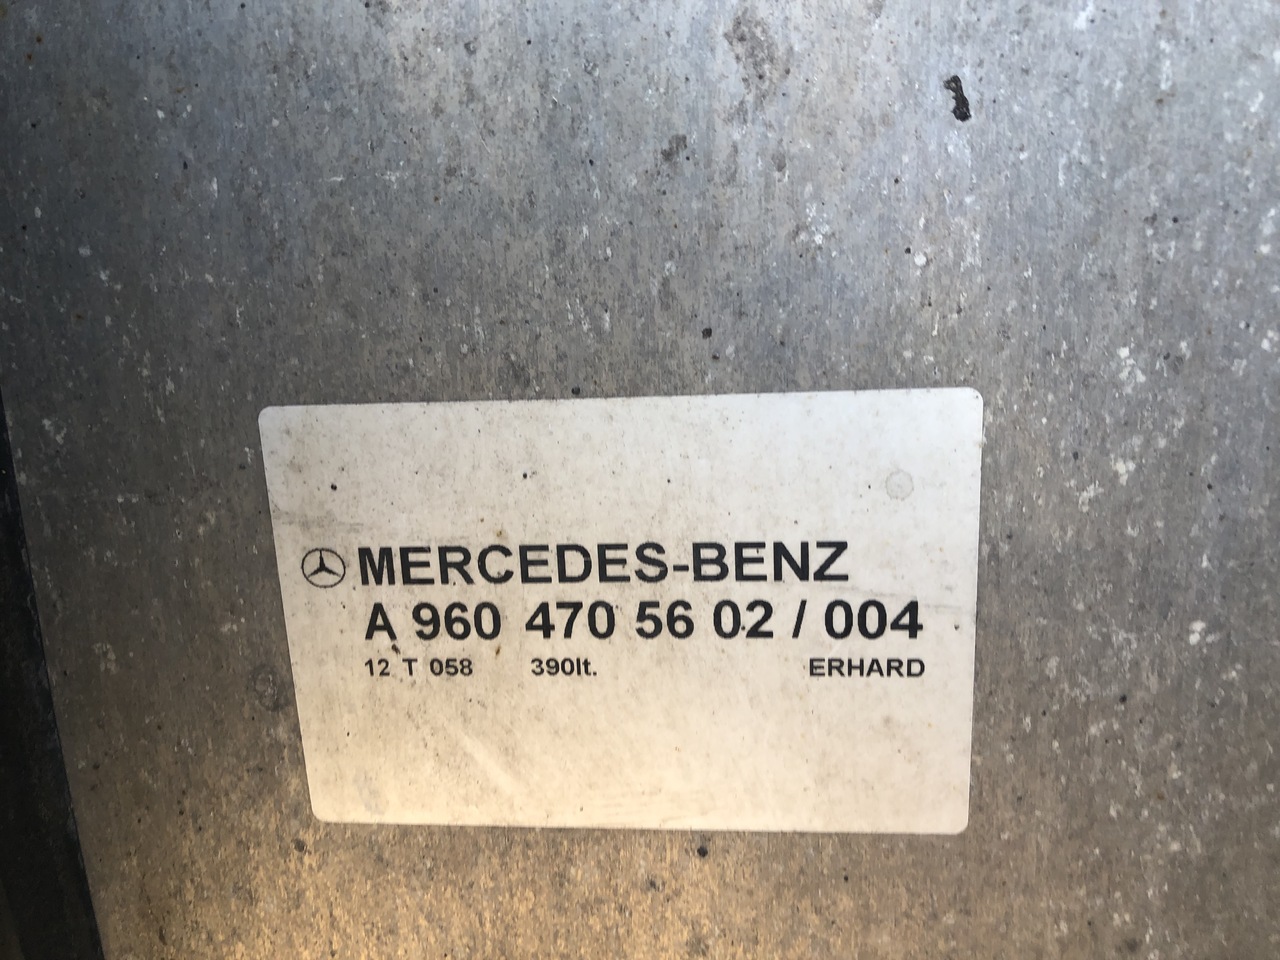 MERCEDES-BENZ
A 960 470 56 02 / 004
12 T 058 390lt. ERHARD